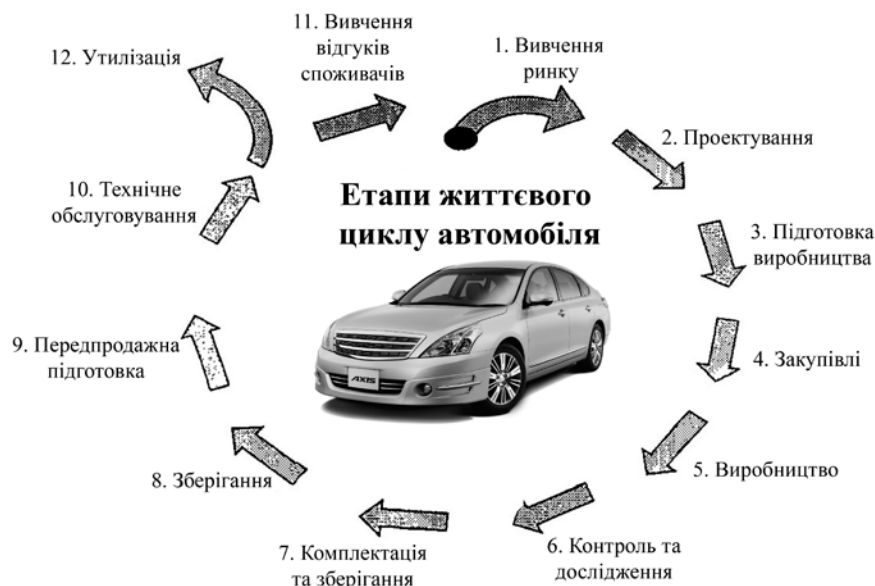 11. Вивчення
відгуків
споживачів
12. Утилізація
1. Вивчення
ринку
2. Проектування
10. Технічне
обслуговування
Етапи життєвого
циклу автомобіля
3. Підготовка
виробництва
9. Передпродажна
підготовка
4. Закупівлі
AXIS
8. Зберігання
5. Виробництво
7. Комплектація
та зберігання
6. Контроль та
дослідження